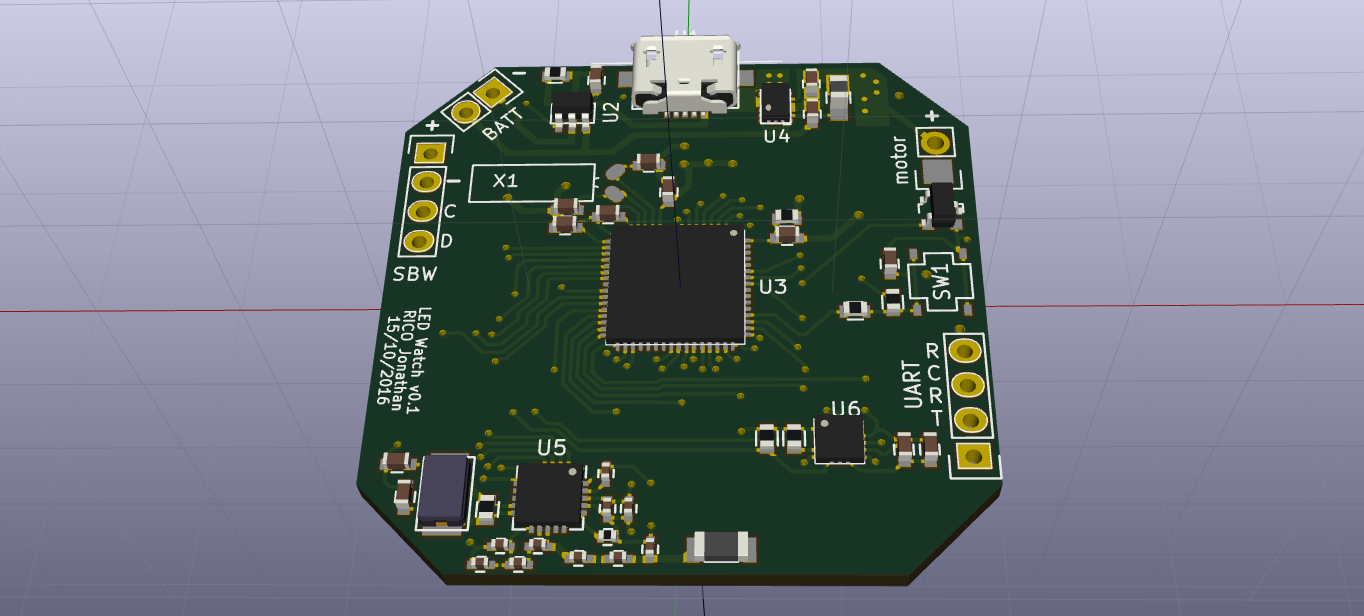 −
BATT
+
U2
U4
+
motor
X1
−
C
D
SBW
U3
SW1
LED Watch v0.1
RICO Jonathan
15/10/2016
UART
R
C
R
T
U6
U5